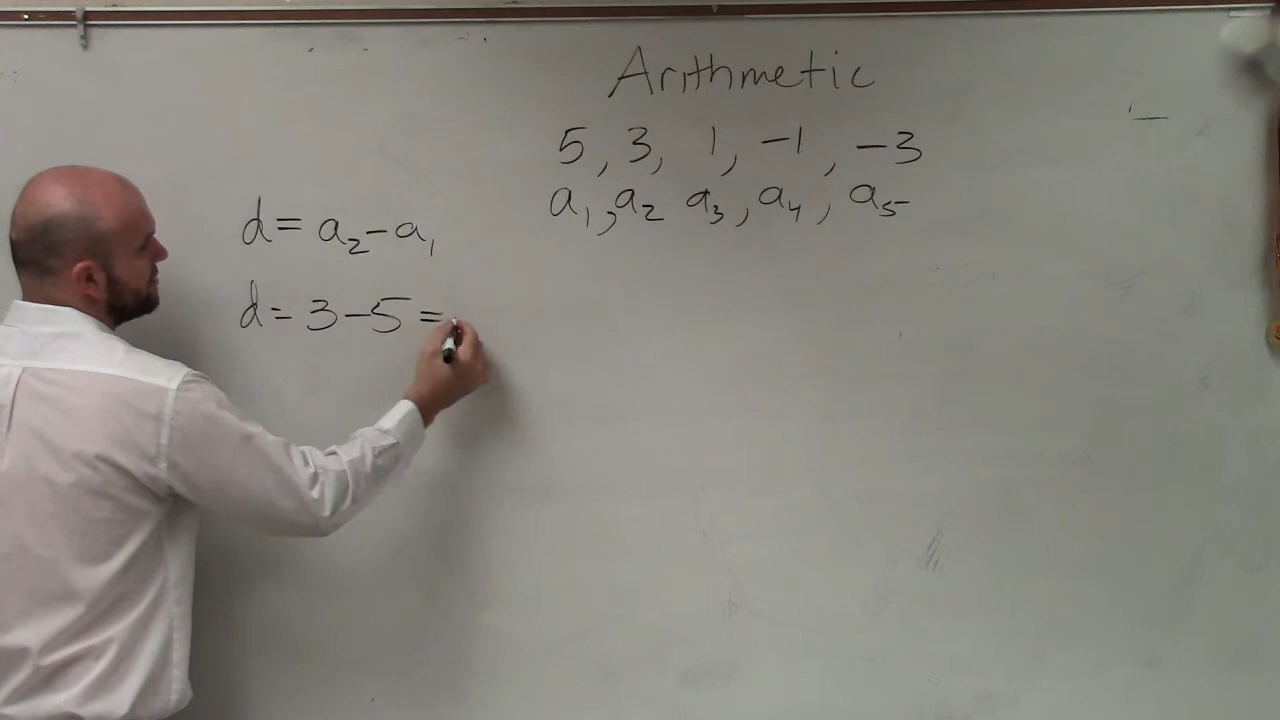 Arithmetic
5, 3, 1, -1, -3
a₁, a₂ a₃, a₄, a₅
d = a₂-a₁
d = 3-5 =